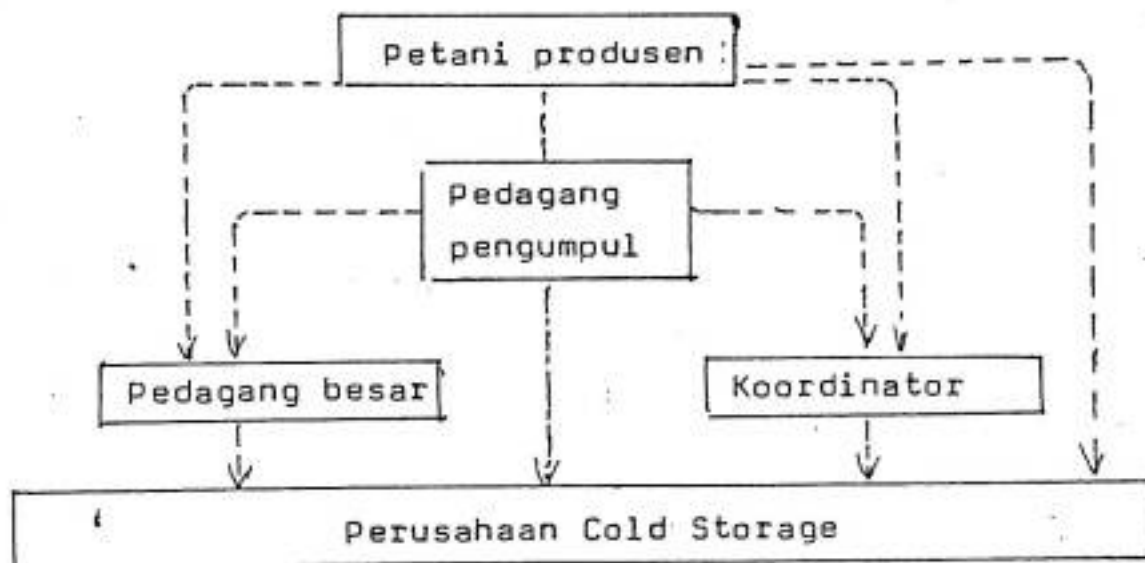 Petani produsen
Pedagang
pengumpul
Pedagang besar
Koordinator
Perusahaan Cold Storage